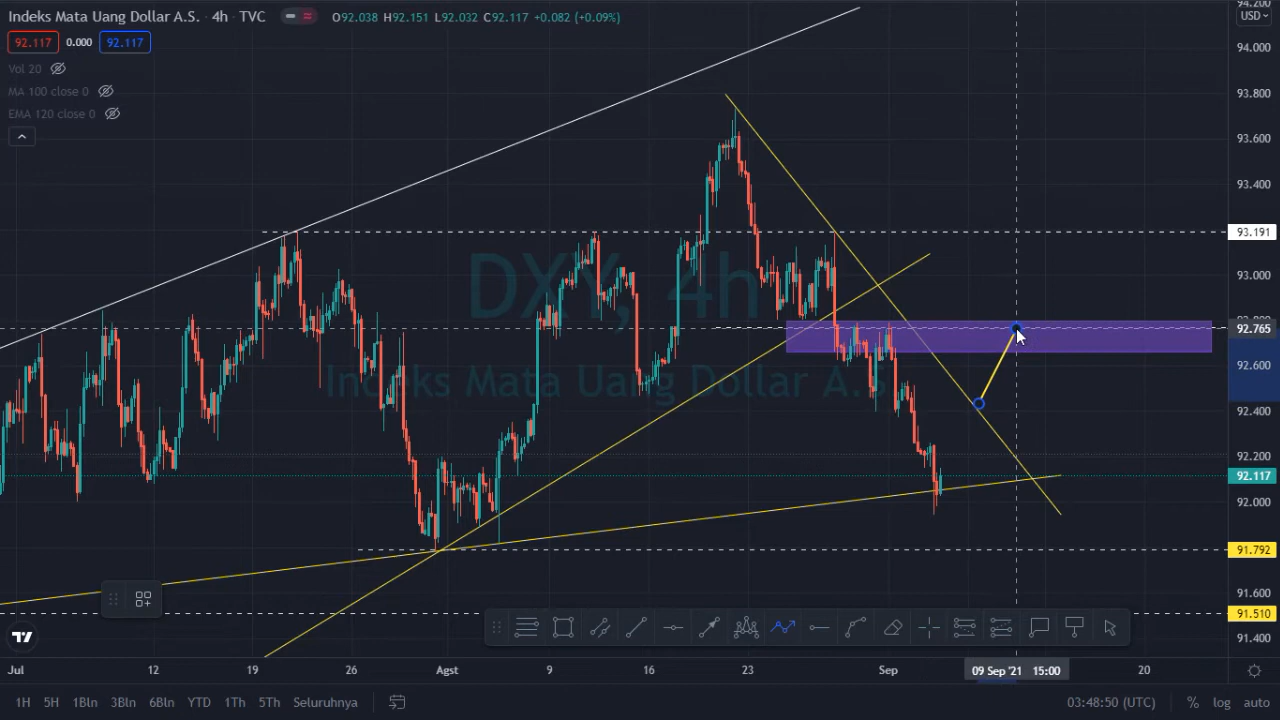 Indeks Mata Uang Dollar A.S. · 4h · TVC O92.038 H92.151 L92.032 C92.117 +0.082 (+0.09%)
92.117 0.000 92.117
Vol 20
MA 100 close 0
EMA 120 close 0
DXY, 4h
Indeks Mata Uang Dollar A.S.
94.200
USD
94.000
93.800
93.600
93.400
93.191
93.000
92.765
92.600
92.400
92.200
92.117
92.000
91.792
91.600
91.510
91.400
Jul 12 19 26 Agst 9 16 23 Sep 09 Sep '21 15:00 20
1H 5H 1Bln 3Bln 6Bln YTD 1Th 5Th Seluruhnya 03:48:50 (UTC) % log auto